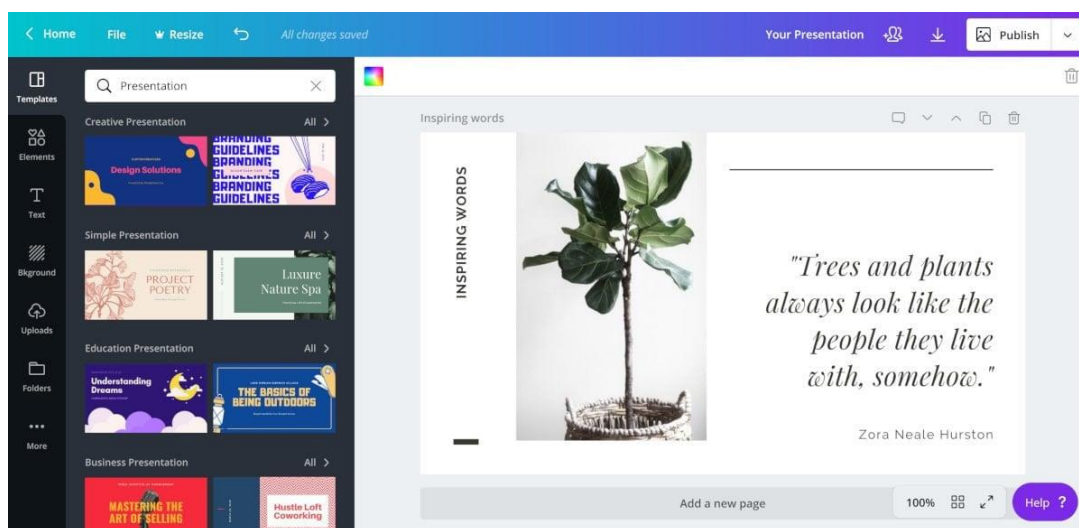 Home File Resize All changes saved Your Presentation Publish
Templates
Elements
Text
Bkground
Uploads
Folders
More
Presentation
Creative Presentation All
Design Solutions
BRANDING
GUIDELINES
BRANDING
GUIDELINES
BRANDING
GUIDELINES
Simple Presentation All
PROJECT
POETRY
Luxure
Nature Spa
Education Presentation All
Understanding
Dreams
THE BASICS OF
BEING OUTDOORS
Business Presentation All
MASTERING THE
ART OF SELLING
Hustle Loft
Coworking
Inspiring words
INSPIRING WORDS
"Trees and plants
always look like the
people they live
with, somehow."
Zora Neale Hurston
Add a new page
100%
Help ?